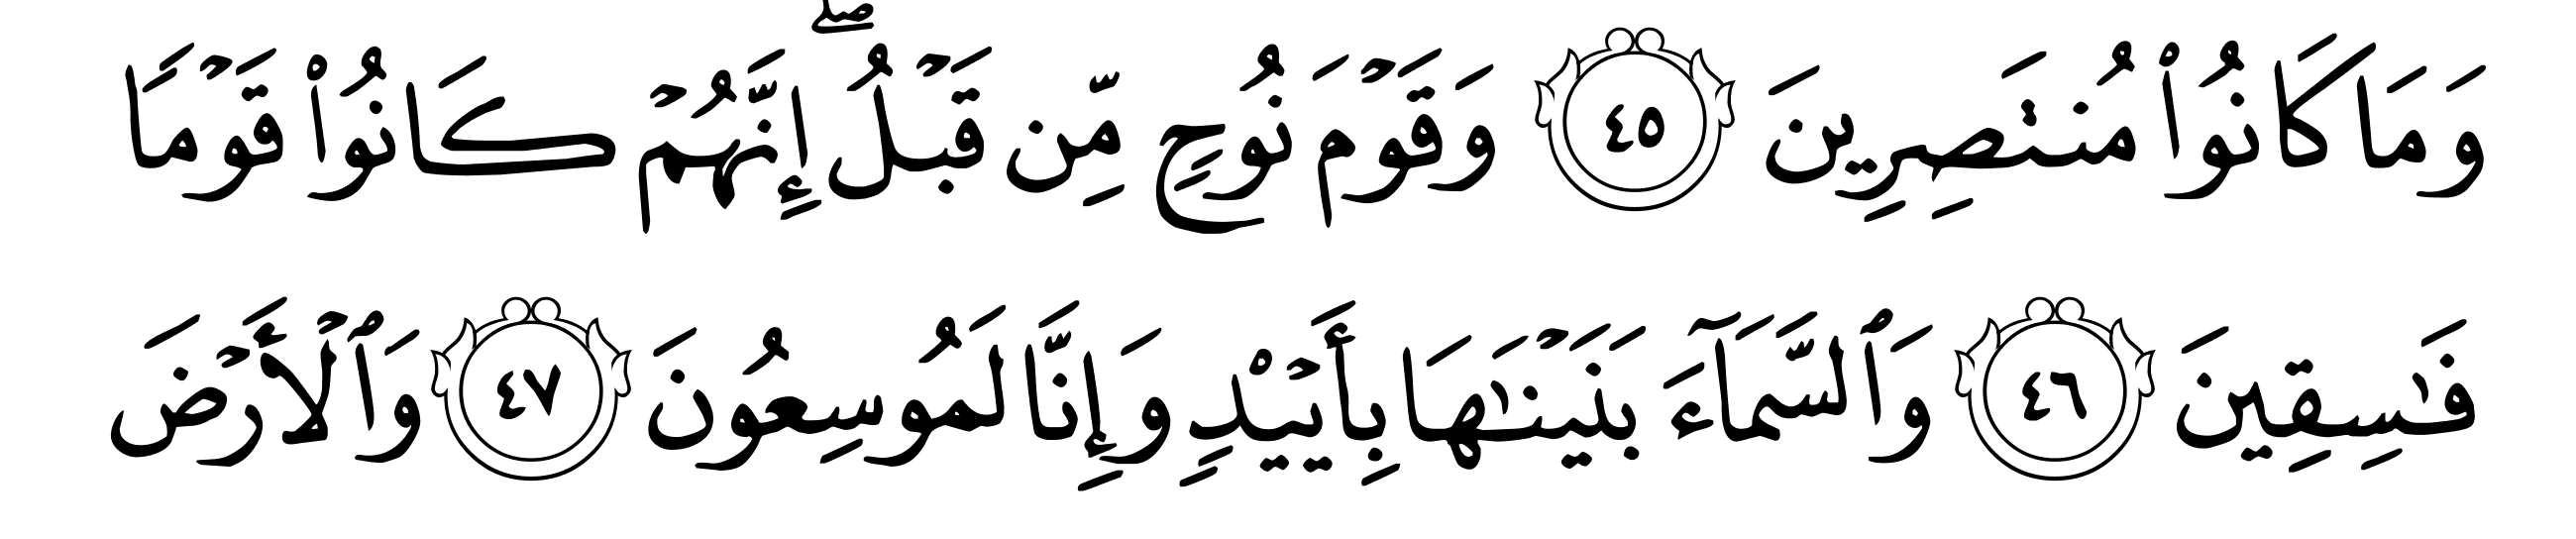 وَمَا كَانُوا۟ مُنتَصِرِينَ ٤٥ وَقَوْمَ نُوحٍ مِّن قَبْلُ ۖ إِنَّهُمْ كَانُوا۟ قَوْمًا
فَـٰسِقِينَ ٤٦ وَٱلسَّمَآءَ بَنَيْنَـٰهَا بِأَيْي۟دٍ وَإِنَّا لَمُوسِعُونَ ٤٧ وَٱلْأَرْضَ